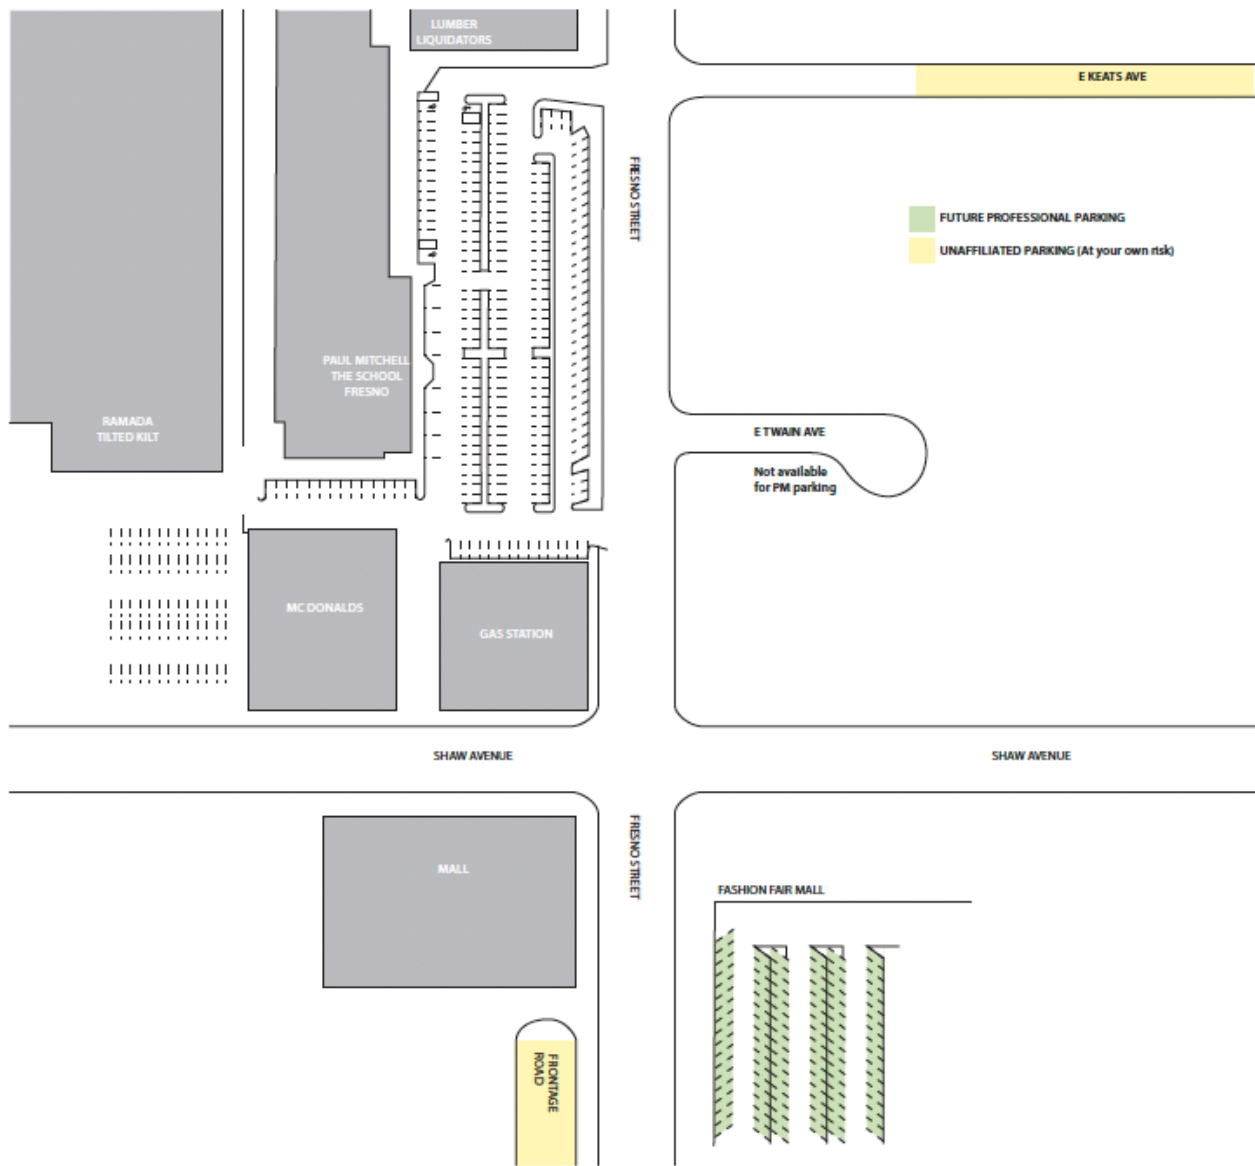 LUMBER
LIQUIDATORS
E KEATS AVE
FRESNO STREET
FUTURE PROFESSIONAL PARKING
UNAFFILIATED PARKING (At your own risk)
PAUL MITCHELL
THE SCHOOL
FRESNO
RAMADA
TILTED KILT
E TWAIN AVE
Not available
for PM parking
MC DONALDS
GAS STATION
SHAW AVENUE
SHAW AVENUE
FRESNO STREET
MALL
FASHION FAIR MALL
FRONTAGE
ROAD